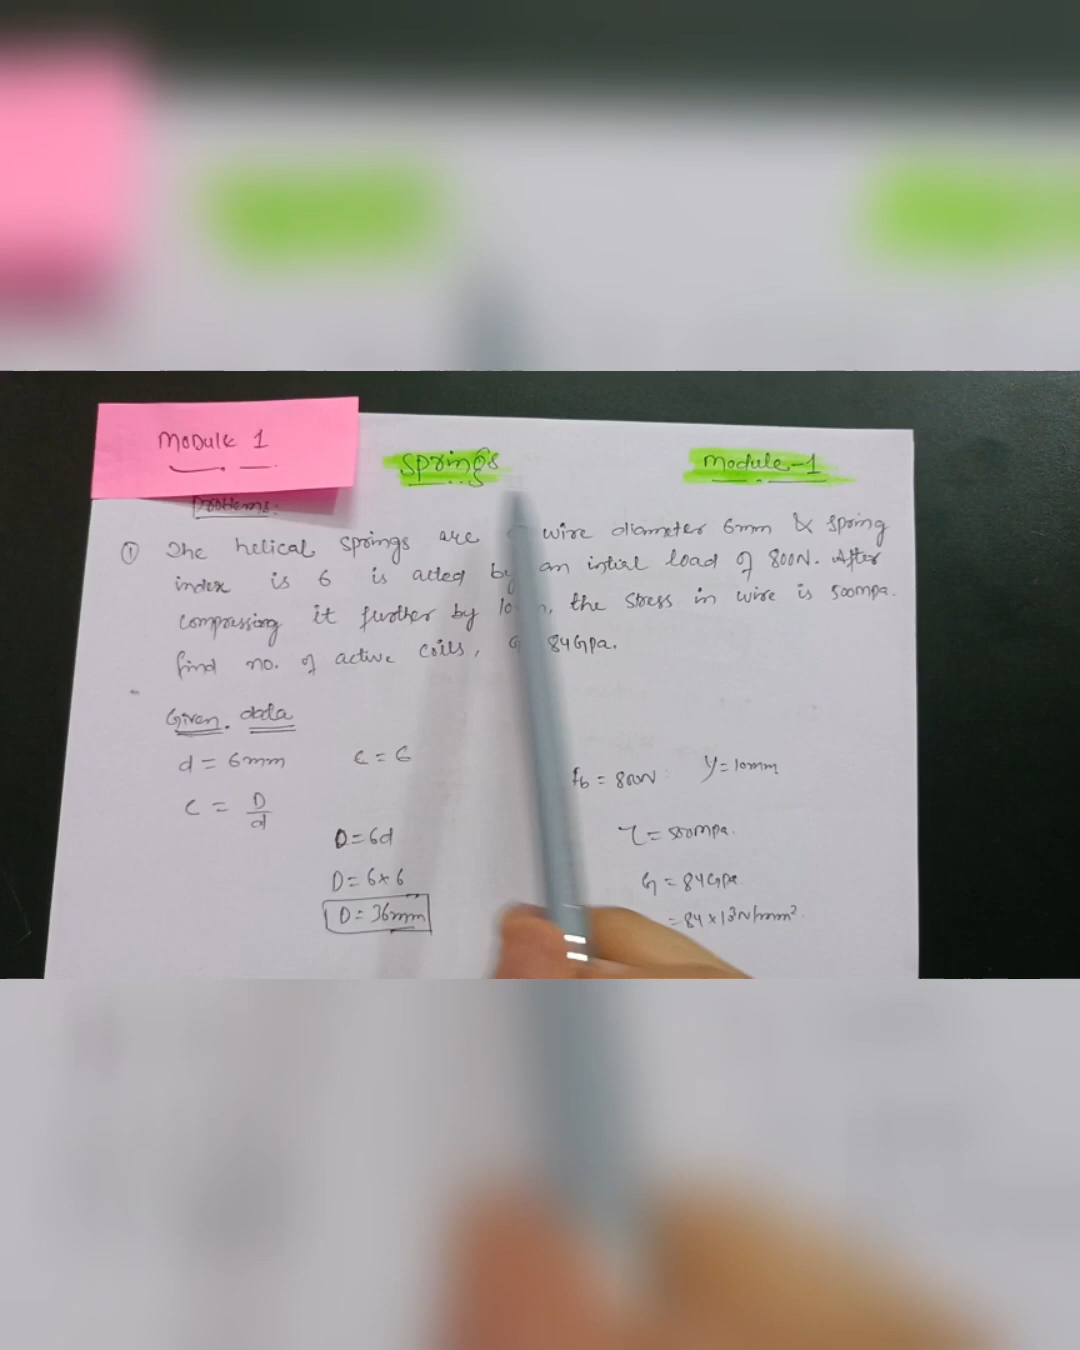 Module 1
Springs
Module-1
Problems:
① The helical springs are wire diameter 6mm & spring
index is 6 is acted by an intial load of 800N. After
compressing it further by 10 , the stress in wire is 500mpa.
find no. of active coils, G 84GPa.
Given data
d = 6mm C = 6
= 800N y = 10mm
C = D/d
D = 6d
τ = 500mpa.
D = 6×6
G = 84GPa
D = 36mm
= 84 × 10³N/mm².